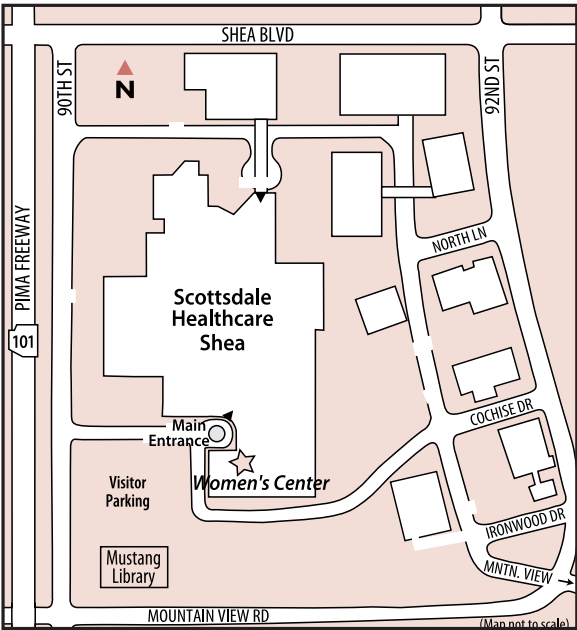 SHEA BLVD
90TH ST
N
92ND ST
PIMA FREEWAY
NORTH LN
101
Scottsdale
Healthcare
Shea
COCHISE DR
Main
Entrance
Women's Center
Visitor
Parking
IRONWOOD DR
Mustang
Library
MNTN. VIEW
MOUNTAIN VIEW RD
(Map not to scale)